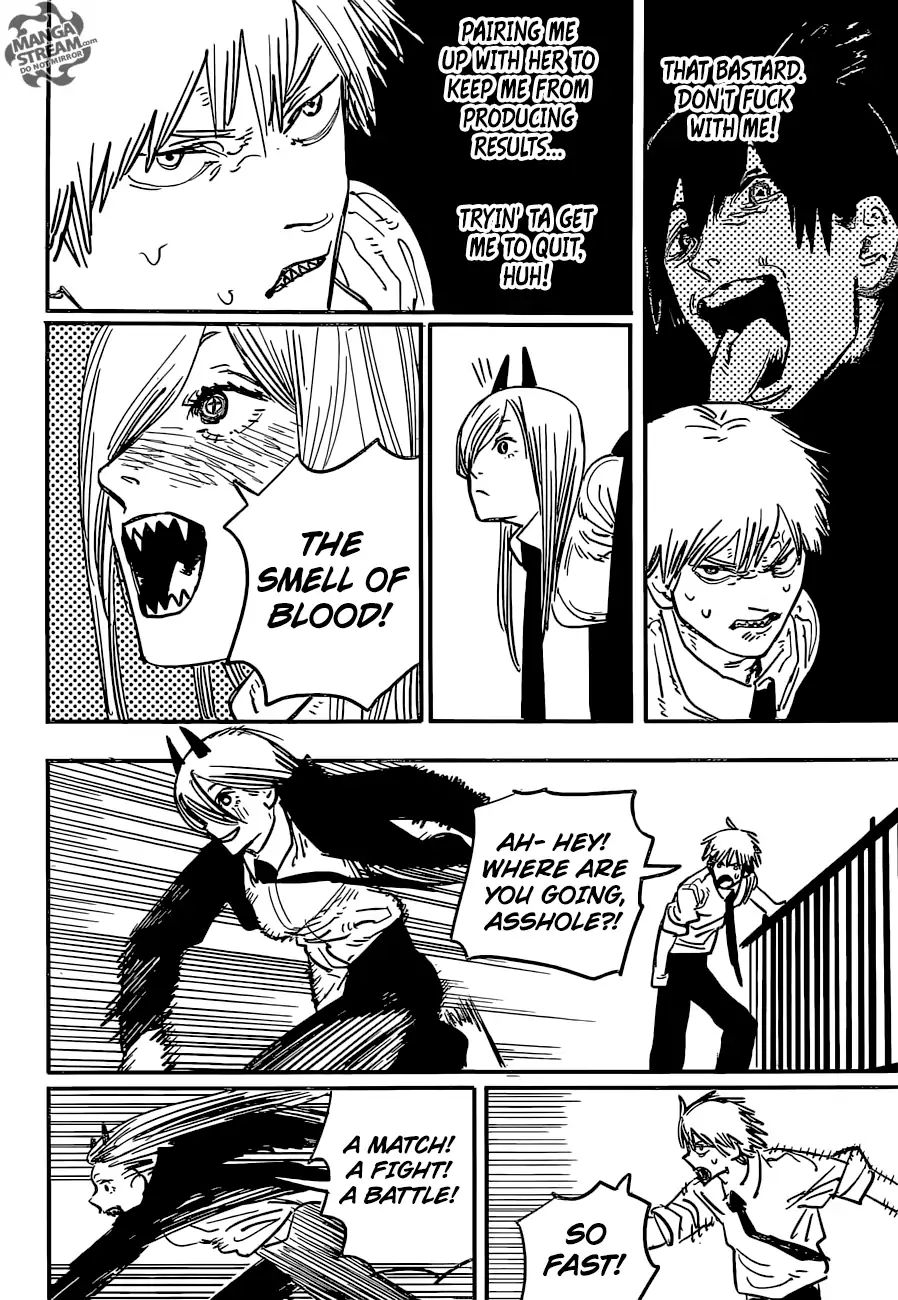 MANGA
STREAM.com
DO NOT MIRROR
THAT BASTARD.
DON'T FUCK
WITH ME!
PAIRING ME
UP WITH HER TO
KEEP ME FROM
PRODUCING
RESULTS...
TRYIN' TA GET
ME TO QUIT,
HUH!
THE
SMELL OF
BLOOD!
AH- HEY!
WHERE ARE
YOU GOING,
ASSHOLE?!
SO
FAST!
A MATCH!
A FIGHT!
A BATTLE!